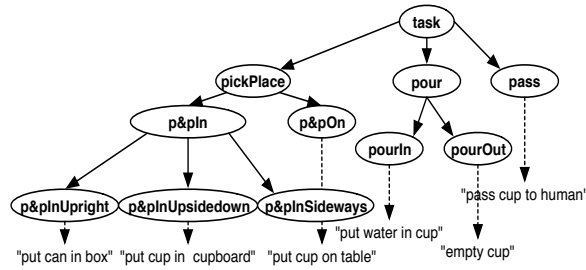 task
pickPlace
pour
pass
p&pIn
p&pOn
pourIn
pourOut
"pass cup to human'
p&pInUpright
p&pInUpsidedown
p&pInSideways
"put water in cup"
"put can in box"
"put cup in cupboard"
"put cup on table"
"empty cup"